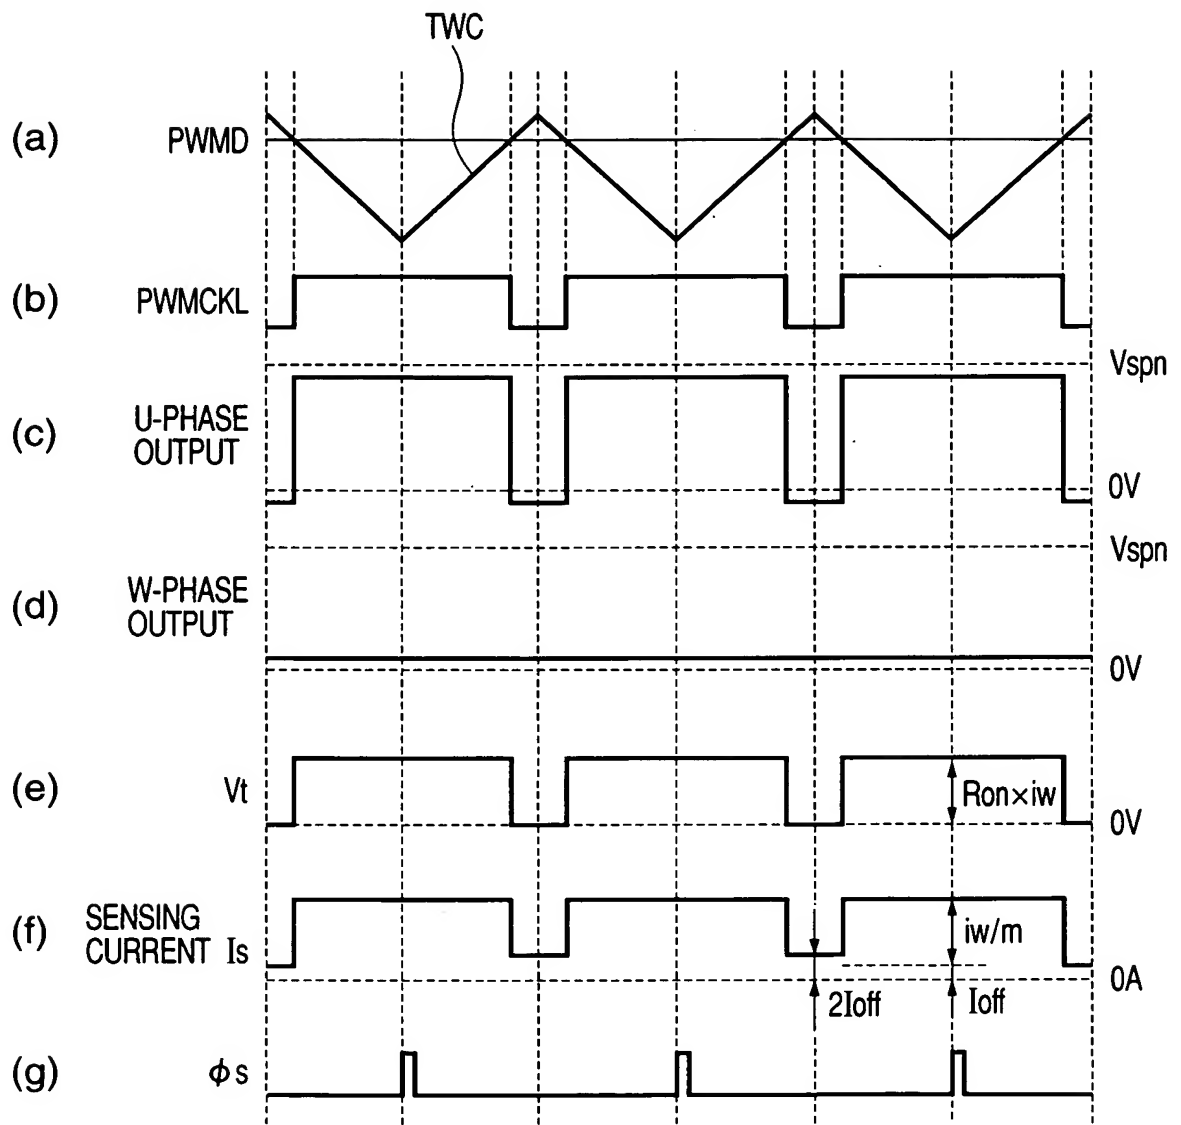 TWC
(a) PWMD
(b) PWMCKL
Vspn
(c) U-PHASE
OUTPUT
0V
Vspn
(d) W-PHASE
OUTPUT
0V
(e) Vt
Ron×iw
0V
(f) SENSING
CURRENT Is
iw/m
0A
2Ioff
Ioff
(g) ϕs